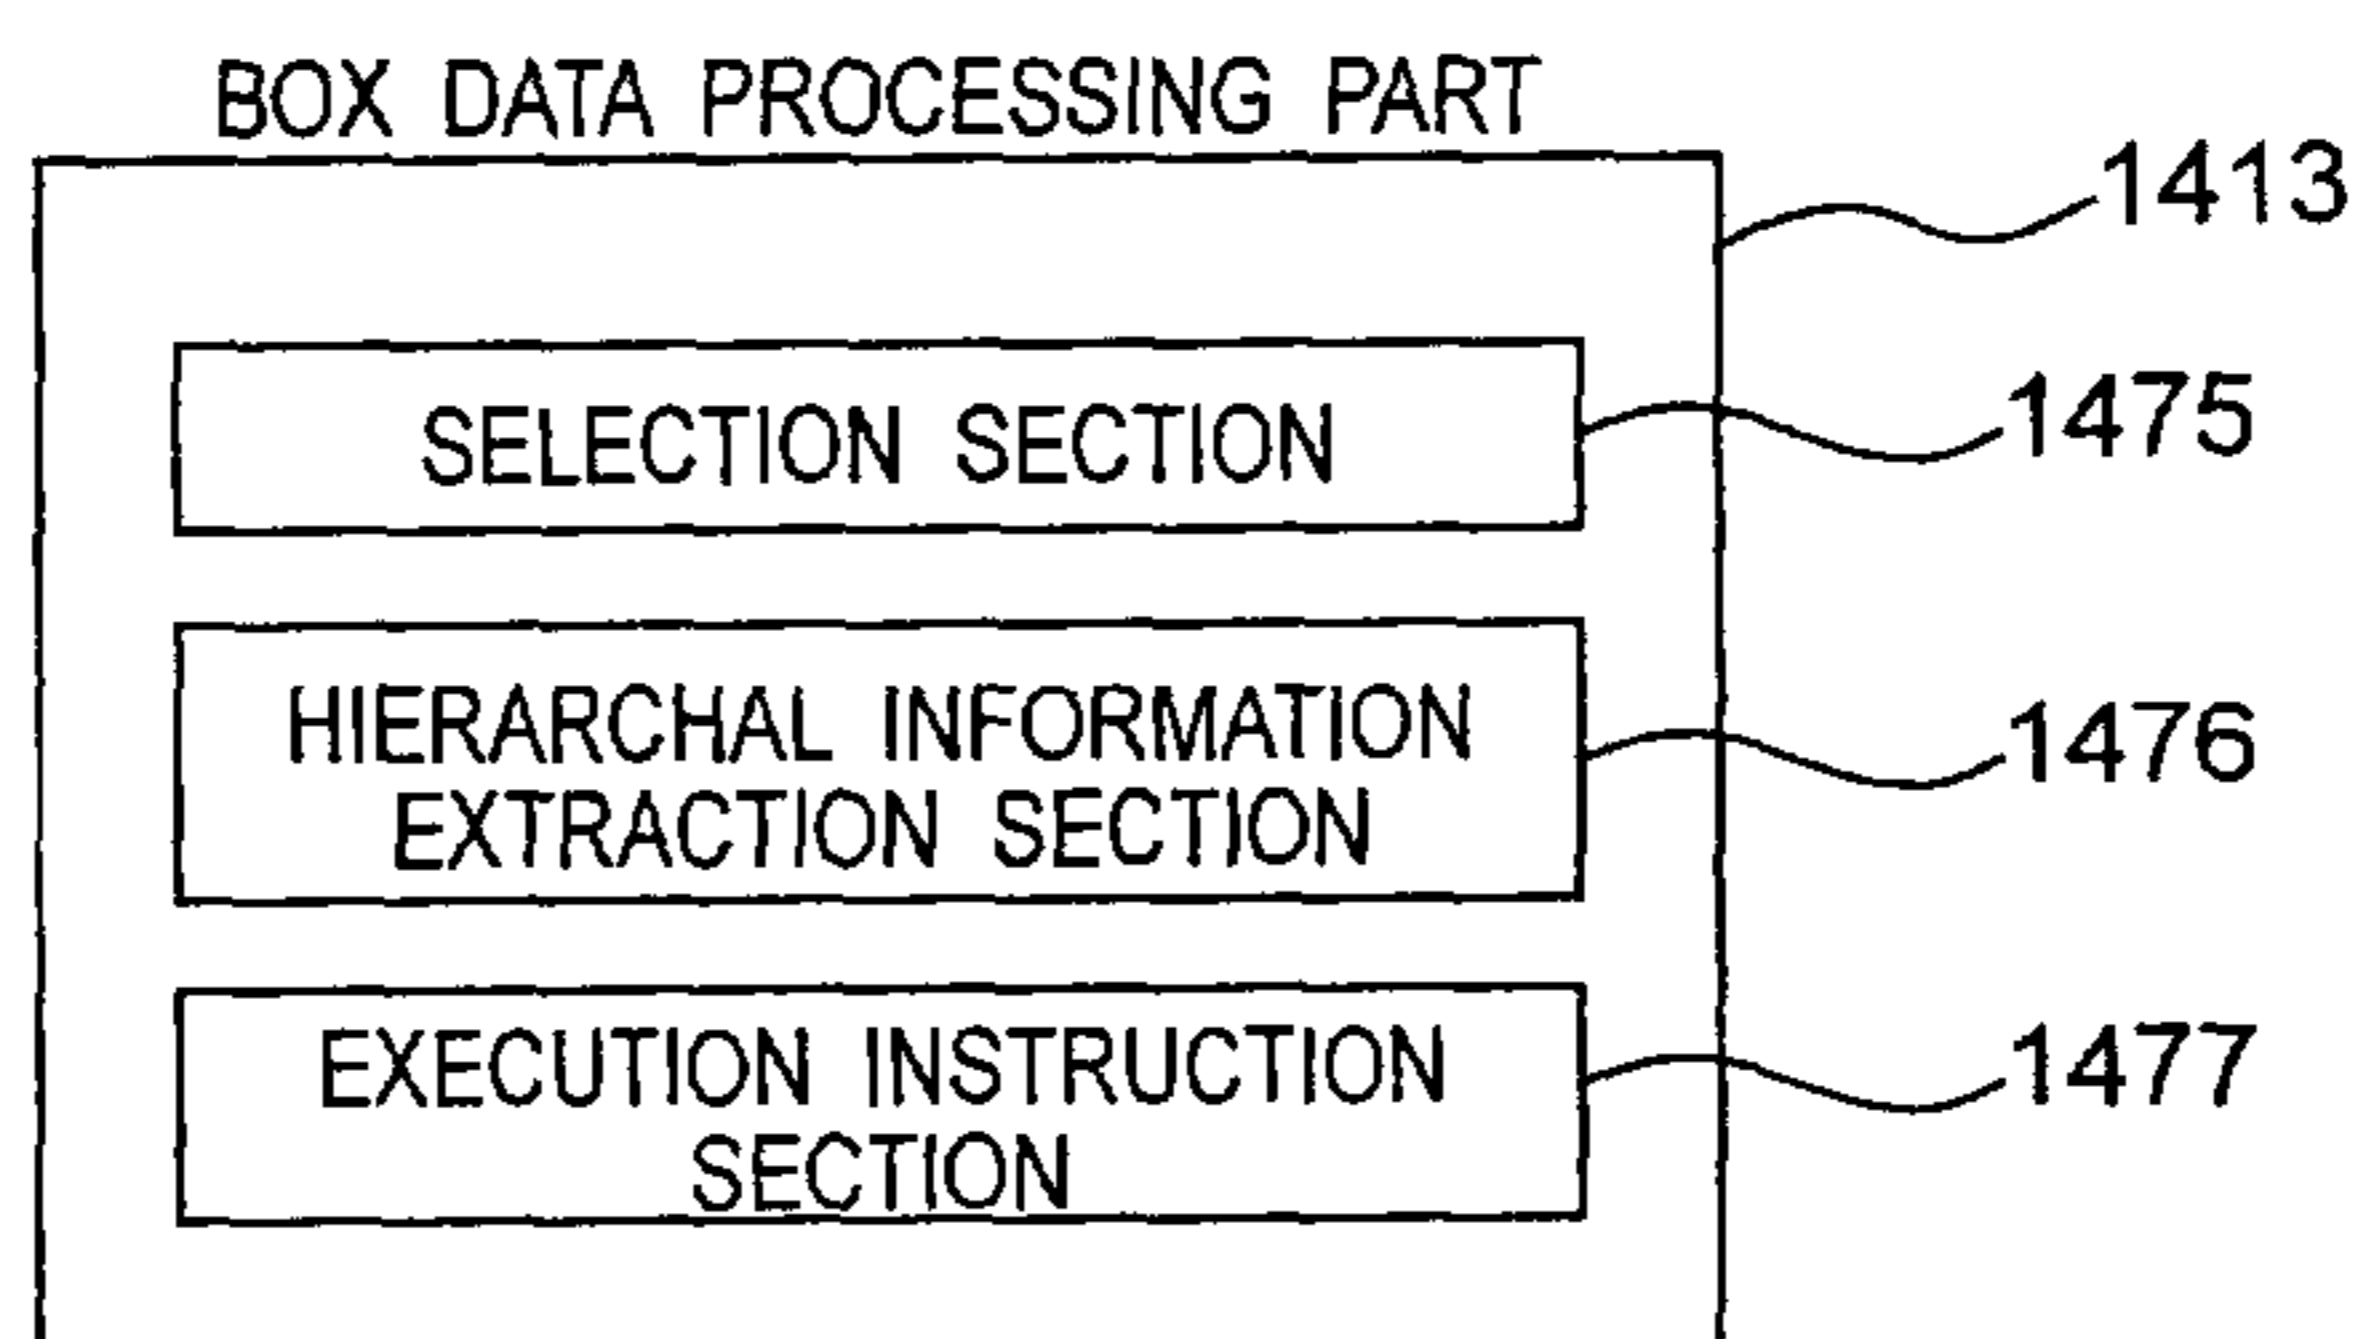 BOX DATA PROCESSING PART
1413
SELECTION SECTION
1475
HIERARCHAL INFORMATION
EXTRACTION SECTION
1476
EXECUTION INSTRUCTION
SECTION
1477